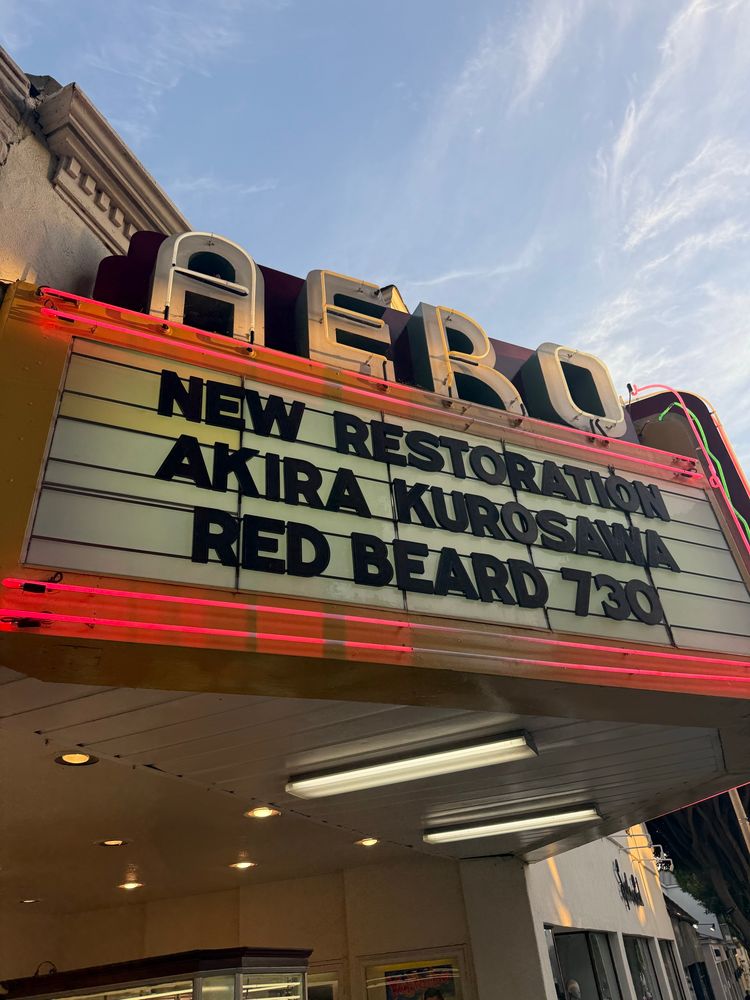 AERO
NEW RESTORATION
AKIRA KUROSAWA
RED BEARD 730